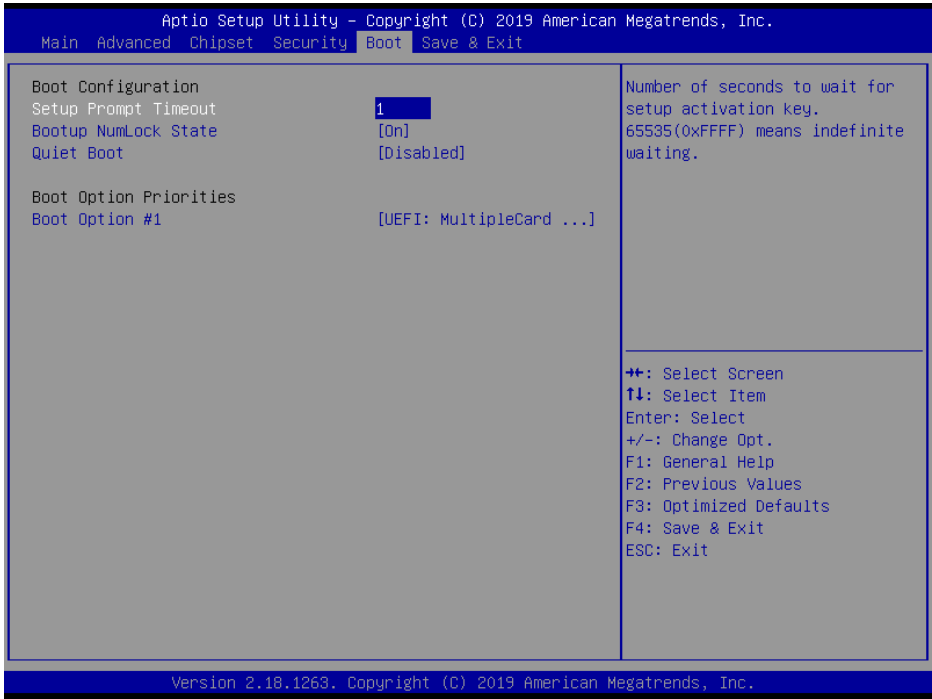 Aptio Setup Utility – Copyright (C) 2019 American Megatrends, Inc.
Main Advanced Chipset Security Boot Save & Exit
Boot Configuration
Setup Prompt Timeout 1
Bootup NumLock State [On]
Quiet Boot [Disabled]
Boot Option Priorities
Boot Option #1 [UEFI: MultipleCard ...]
Number of seconds to wait for
setup activation key.
65535(0xFFFF) means indefinite
waiting.
→←: Select Screen
↑↓: Select Item
Enter: Select
+/-: Change Opt.
F1: General Help
F2: Previous Values
F3: Optimized Defaults
F4: Save & Exit
ESC: Exit
Version 2.18.1263. Copyright (C) 2019 American Megatrends, Inc.